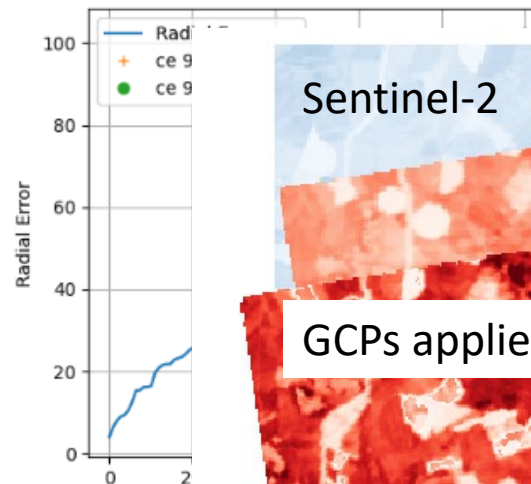 Radi
ce 9
ce 9
100
80
60
40
20
0
Radial Error
0
2
Sentinel-2
GCPs applie